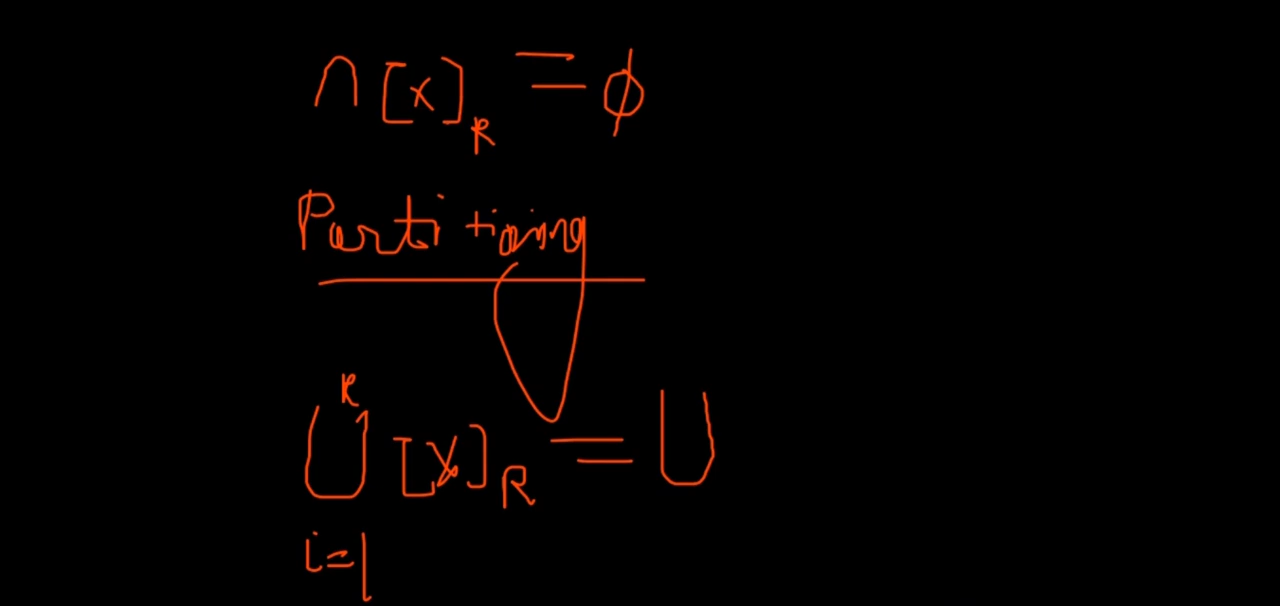 ∩ [x]_R = ϕ
Partitioning
⋃_{i=1}^{k} [x]_R = U